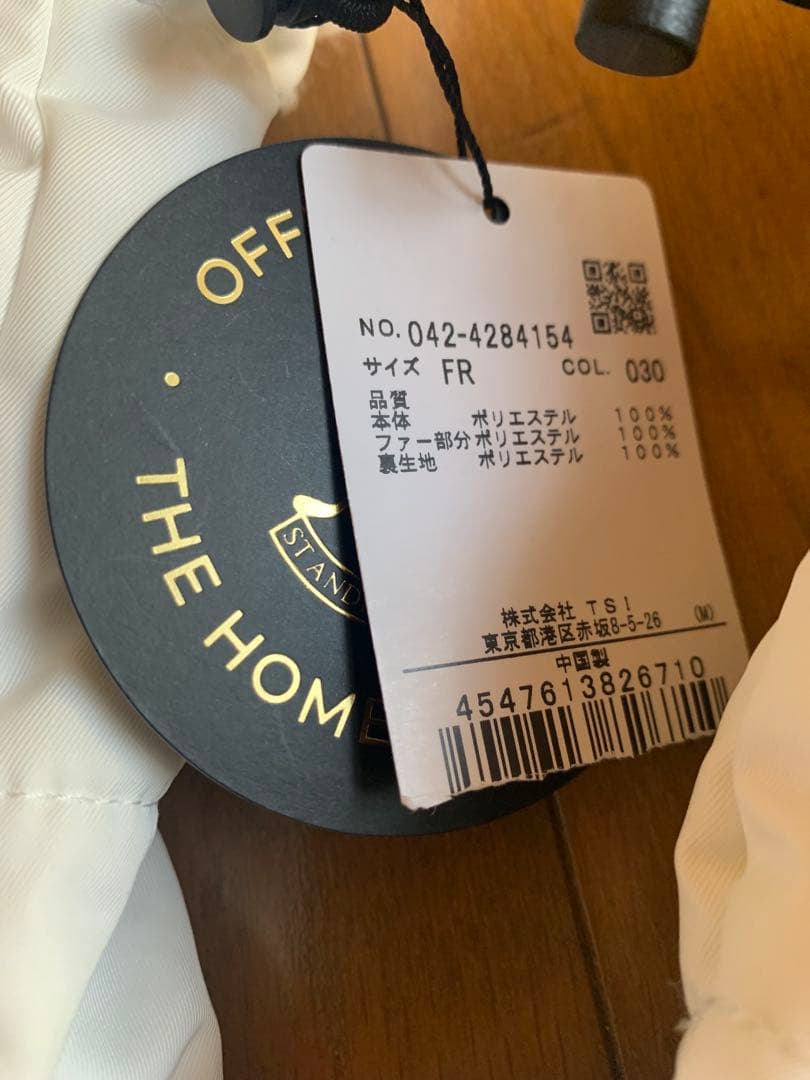 OFF
THE HOME
STAND
NO. 042-4284154
サイズ FR COL. 030
品質
本体 ポリエステル 100%
ファー部分 ポリエステル 100%
裏生地 ポリエステル 100%
株式会社 TSI
東京都港区赤坂8-5-26 (M)
中国製
4547613826710